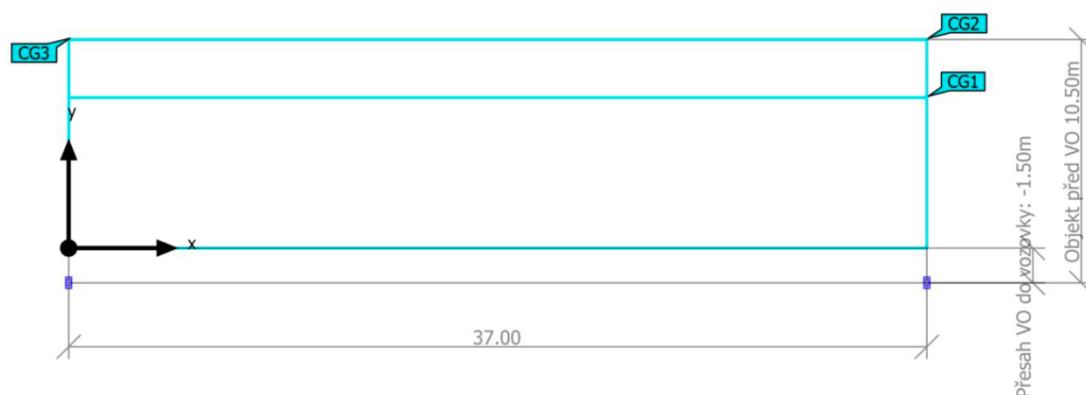 CG2
CG3
CG1
y
x
37.00
Přesah VO do vozovky: -1.50m
Objekt před VO 10.50m